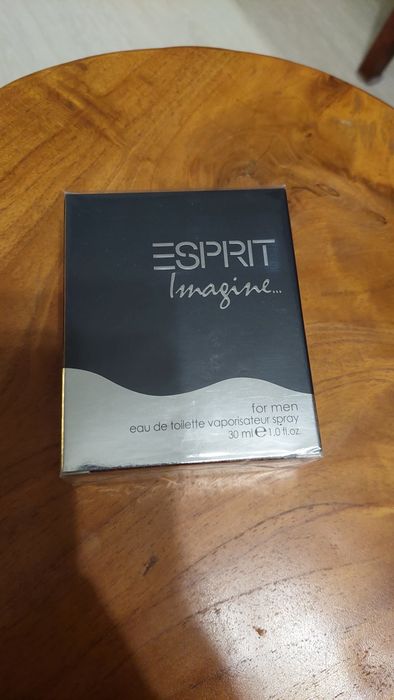 ESPRIT
Imagine...
for men
eau de toilette vaporisateur spray
30 ml ℮ 1.0 fl.oz.